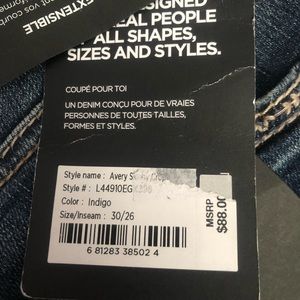 EXTENSIBLE
SIGNED
REAL PEOPLE
ALL SHAPES,
SIZES AND STYLES.
COUPÉ POUR TOI
UN DENIM CONÇU POUR DE VRAIES
PERSONNES DE TOUTES TAILLES,
FORMES ET STYLES.
Style name : Avery
Style # : L44910EG
Color : Indigo
Size/Inseam : 30/26
MSRP
$88.00
6 81283 38502 4